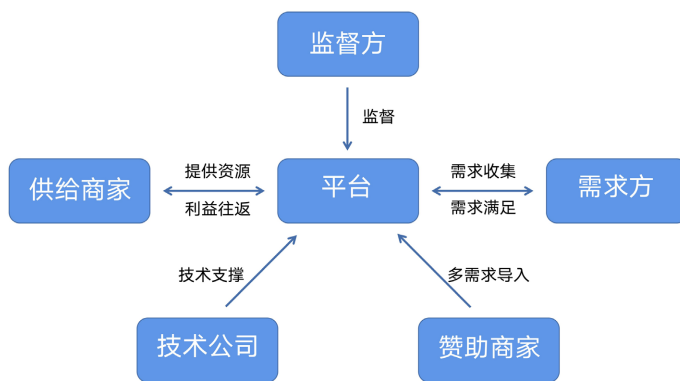 监督方
监督
供给商家
提供资源
利益往返
平台
需求收集
需求满足
需求方
技术支撑
多需求导入
技术公司
赞助商家